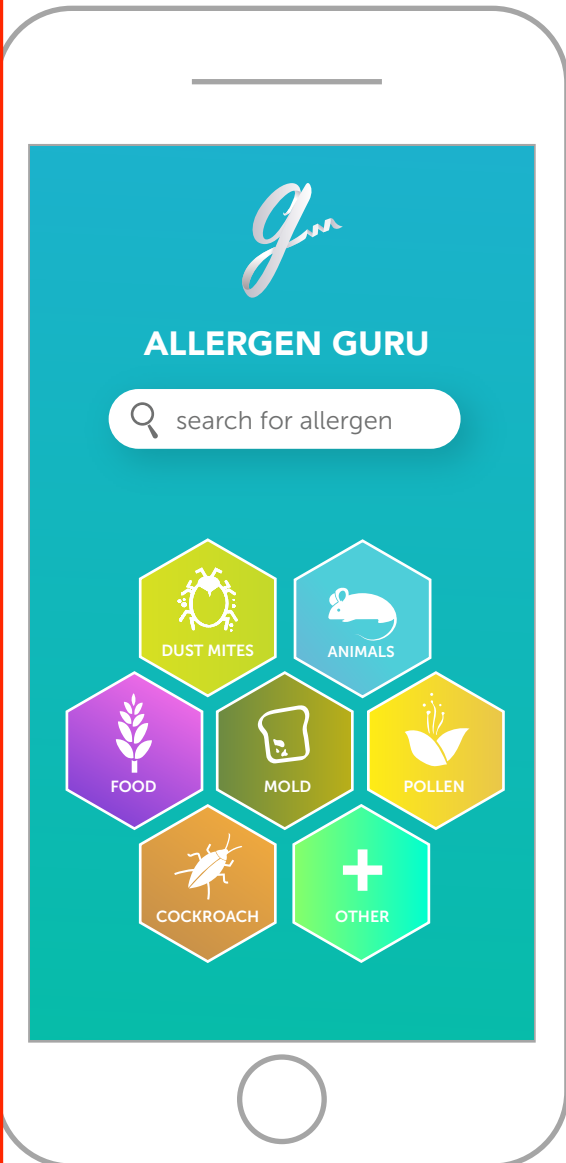 g
ALLERGEN GURU
search for allergen
DUST MITES
ANIMALS
FOOD
MOLD
POLLEN
COCKROACH
OTHER